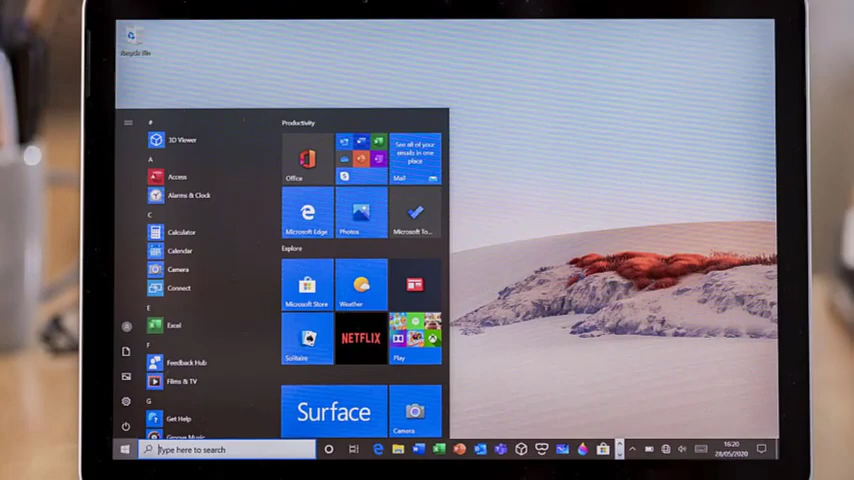 Recycle Bin
#
3D Viewer
A
Access
Alarms & Clock
C
Calculator
Calendar
Camera
Connect
E
Excel
F
Feedback Hub
Films & TV
G
Get Help
Groove Music
Productivity
Office
See all of your
emails in one
place
Mail
Microsoft Edge
Photos
Microsoft To...
Explore
Microsoft Store
Weather
Solitaire
NETFLIX
Play
Surface
Camera
Type here to search
16:20
28/05/2020